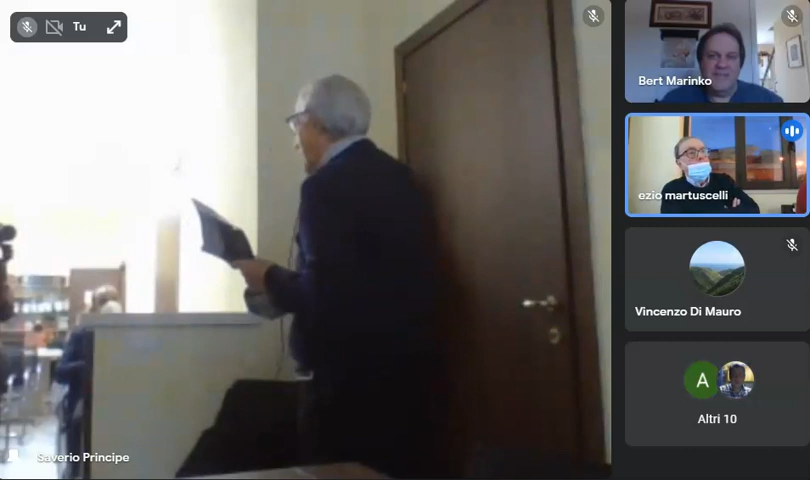 Tu
Saverio Principe
Bert Marinko
ezio martuscelli
Vincenzo Di Mauro
A
Altri 10